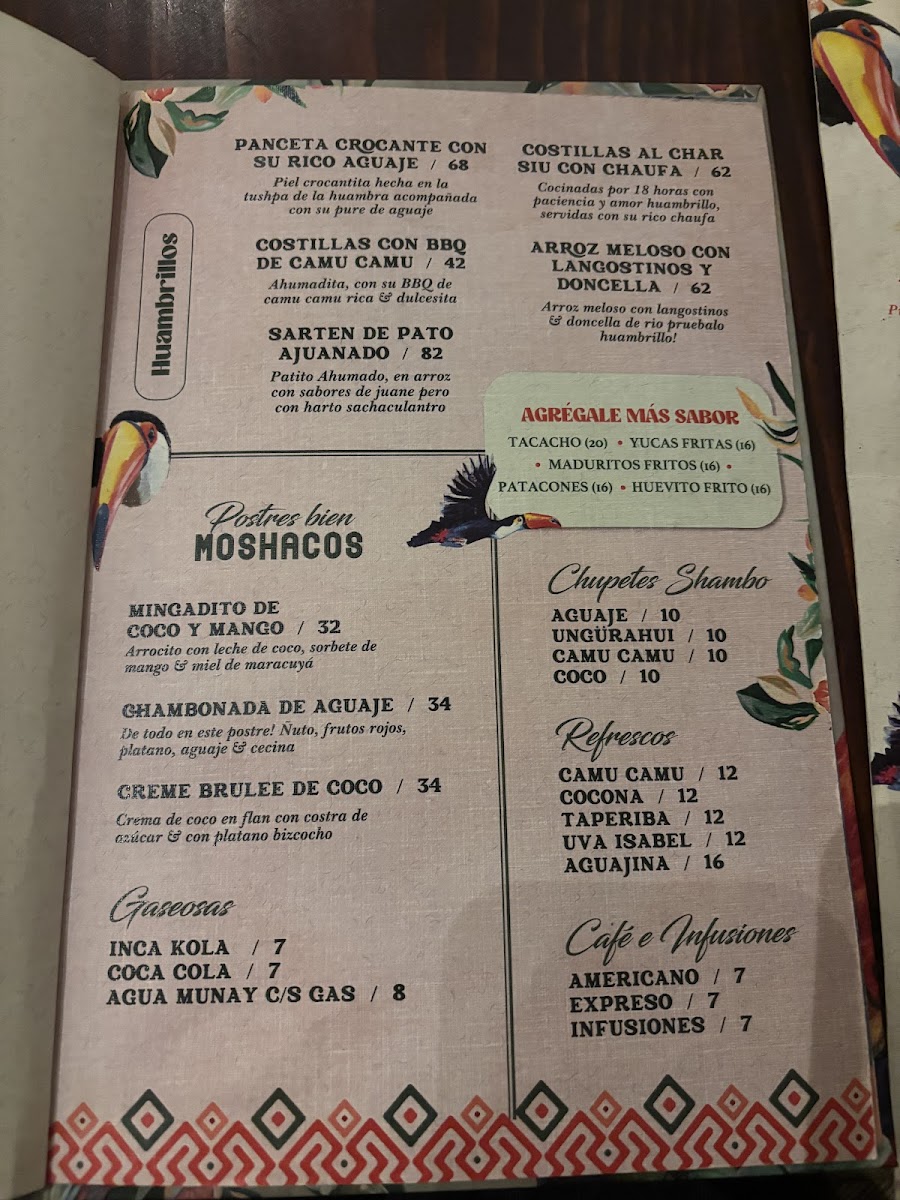 Huambrillos
PANCETA CROCANTE CON
SU RICO AGUAJE / 68
Piel crocantita hecha en la
tushpa de la huambra acompañada
con su pure de aguaje
COSTILLAS CON BBQ
DE CAMU CAMU / 42
Ahumadita, con su BBQ de
camu camu rica & dulcesita
SARTEN DE PATO
AJUANADO / 82
Patito Ahumado, en arroz
con sabores de juane pero
con harto sachaculantro
COSTILLAS AL CHAR
SIU CON CHAUFA / 62
Cocinadas por 18 horas con
paciencia y amor huambrillo,
servidas con su rico chaufa
ARROZ MELOSO CON
LANGOSTINOS Y
DONCELLA / 62
Arroz meloso con langostinos
& doncella de rio pruebalo
huambrillo!
AGRÉGALE MÁS SABOR
TACACHO (20) • YUCAS FRITAS (16)
• MADURITOS FRITOS (16) •
PATACONES (16) • HUEVITO FRITO (16)
Postres bien
MOSHACOS
MINGADITO DE
COCO Y MANGO / 32
Arrocito con leche de coco, sorbete de
mango & miel de maracuyá
CHAMBONADA DE AGUAJE / 34
De todo en este postre! Ñuto, frutos rojos,
platano, aguaje & cecina
CREME BRULEE DE COCO / 34
Crema de coco en flan con costra de
azúcar & con platano bizcocho
Gaseosas
INCA KOLA / 7
COCA COLA / 7
AGUA MUNAY C/S GAS / 8
Chupetes Shambo
AGUAJE / 10
UNGÜRAHUI / 10
CAMU CAMU / 10
COCO / 10
Refrescos
CAMU CAMU / 12
COCONA / 12
TAPERIBA / 12
UVA ISABEL / 12
AGUAJINA / 16
Café e Infusiones
AMERICANO / 7
EXPRESO / 7
INFUSIONES / 7